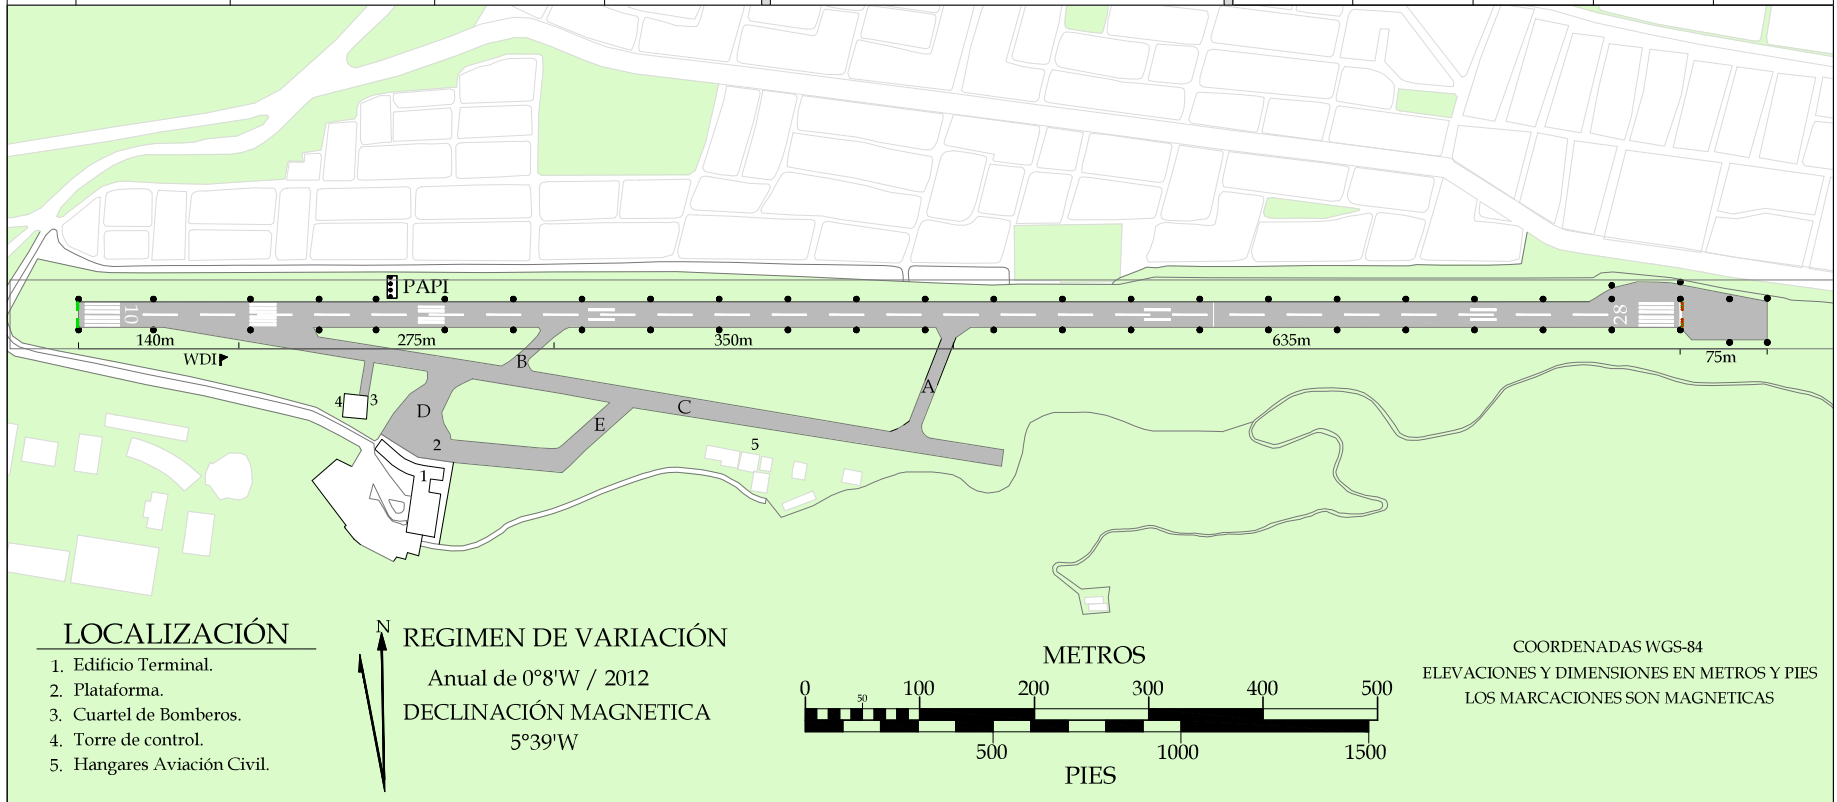 PAPI
10
28
140m
275m
350m
635m
75m
WDI
B
A
4
3
D
C
E
2
5
1
LOCALIZACIÓN
1. Edificio Terminal.
2. Plataforma.
3. Cuartel de Bomberos.
4. Torre de control.
5. Hangares Aviación Civil.
N
REGIMEN DE VARIACIÓN
Anual de 0°8'W / 2012
DECLINACIÓN MAGNETICA
5°39'W
METROS
0 50 100 200 300 400 500
500 1000 1500
PIES
COORDENADAS WGS-84
ELEVACIONES Y DIMENSIONES EN METROS Y PIES
LOS MARCACIONES SON MAGNETICAS